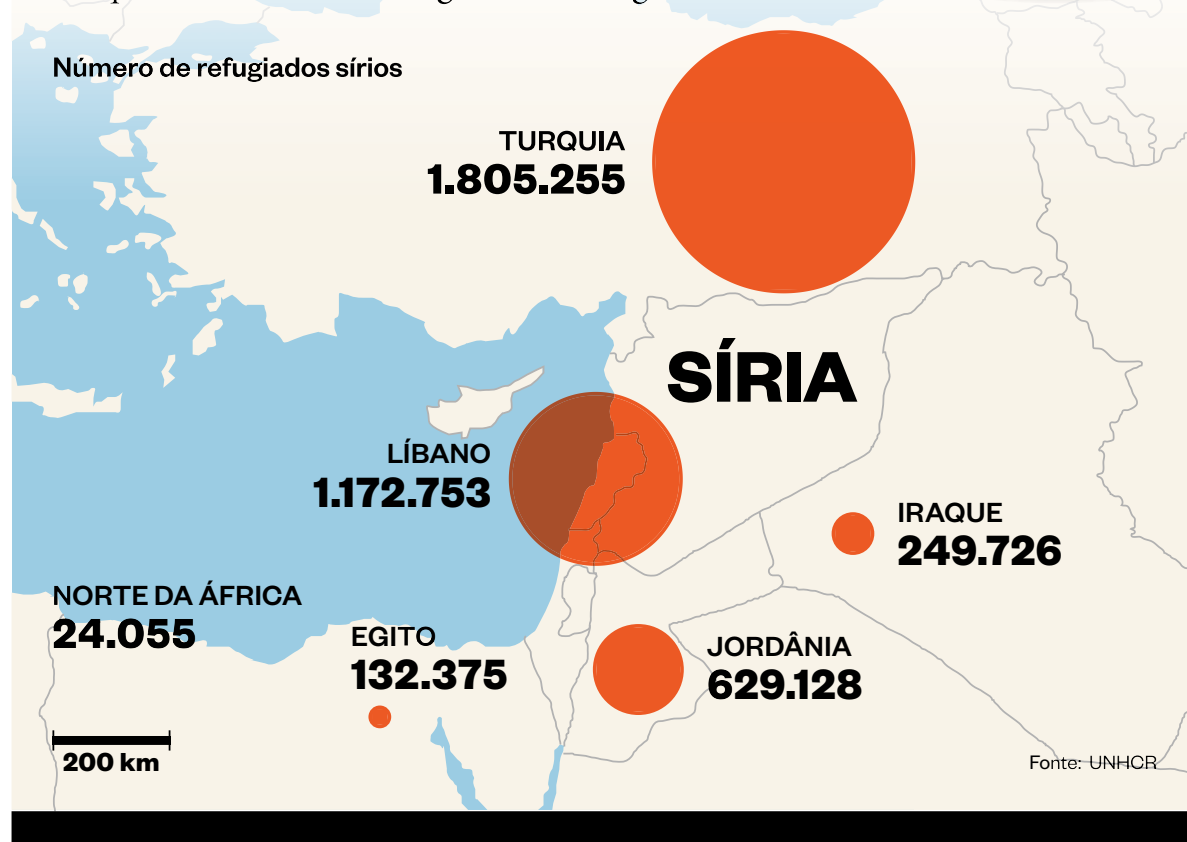 Número de refugiados sírios
TURQUIA
1.805.255
SÍRIA
LÍBANO
1.172.753
IRAQUE
249.726
NORTE DA ÁFRICA
24.055
EGITO
132.375
JORDÂNIA
629.128
200 km
Fonte: UNHCR